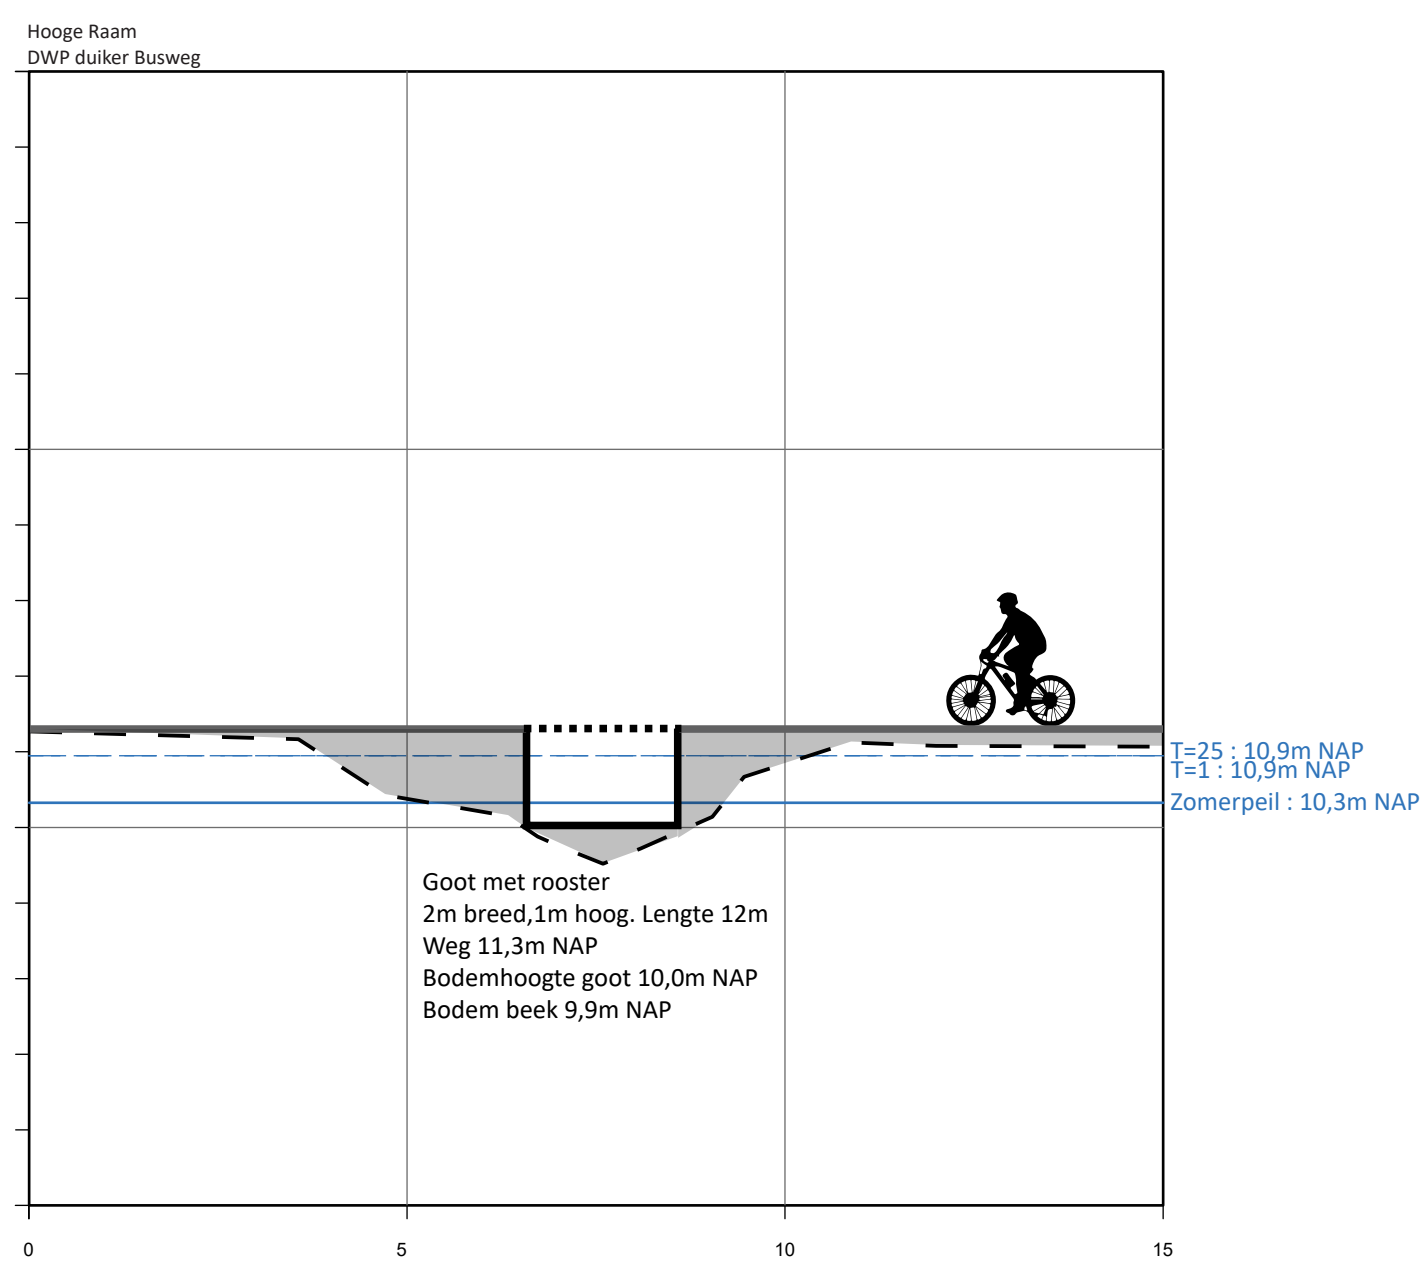 Hooge Raam
DWP duiker Busweg
T=25 : 10,9m NAP
T=1 : 10,9m NAP
Zomerpeil : 10,3m NAP
Goot met rooster
2m breed,1m hoog. Lengte 12m
Weg 11,3m NAP
Bodemhoogte goot 10,0m NAP
Bodem beek 9,9m NAP
0 5 10 15